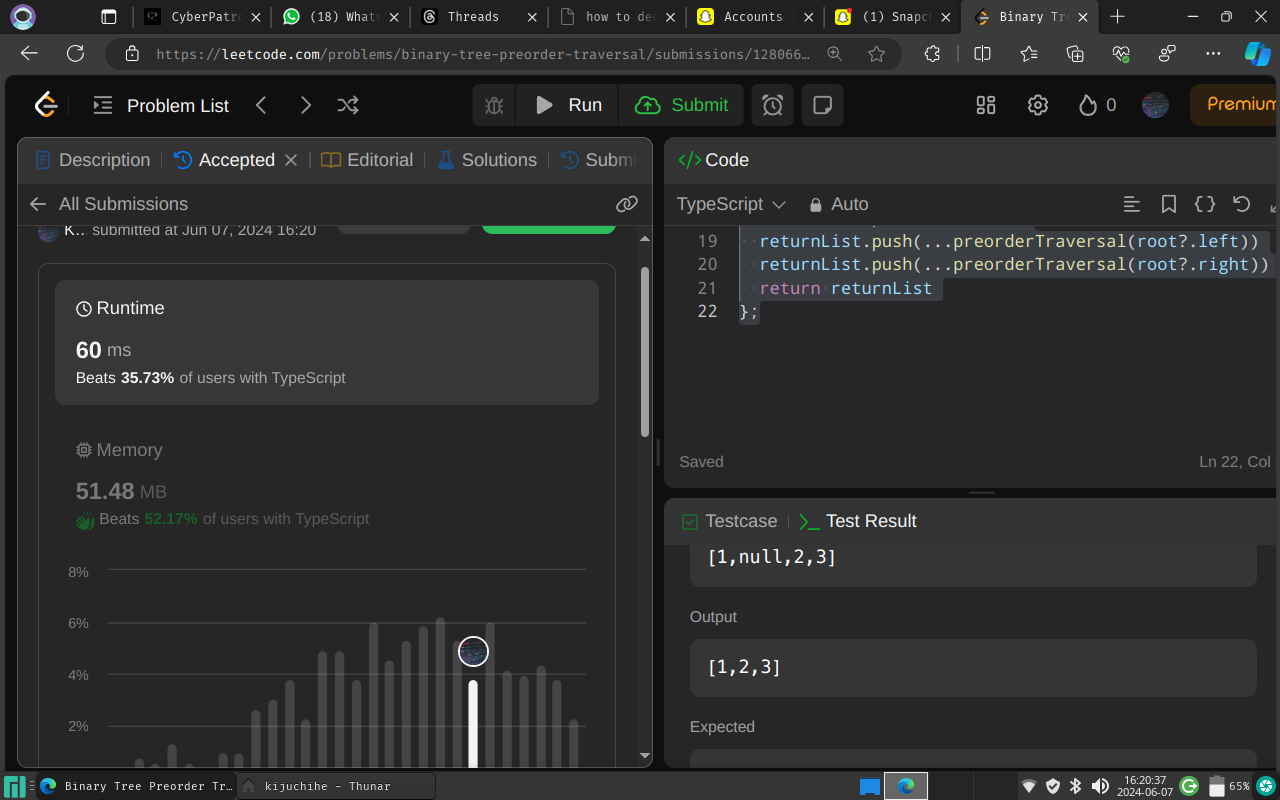 CyberPatr
(18) Whats
Threads
how to dec
Accounts
(1) Snapch
Binary Tre
https://leetcode.com/problems/binary-tree-preorder-traversal/submissions/128066…
Problem List
Run
Submit
0
Premium
Description
Accepted
Editorial
Solutions
Submi
All Submissions
K.. submitted at Jun 07, 2024 16:20
Runtime
60 ms
Beats 35.73% of users with TypeScript
Memory
51.48 MB
Beats 52.17% of users with TypeScript
8%
6%
4%
2%
</> Code
TypeScript
Auto
19 returnList.push(...preorderTraversal(root?.left))
20 returnList.push(...preorderTraversal(root?.right))
21 return returnList
22 };
Saved
Ln 22, Col
Testcase
Test Result
[1,null,2,3]
Output
[1,2,3]
Expected
Binary Tree Preorder Tr…
kijuchihe - Thunar
16:20:37
2024-06-07
65%